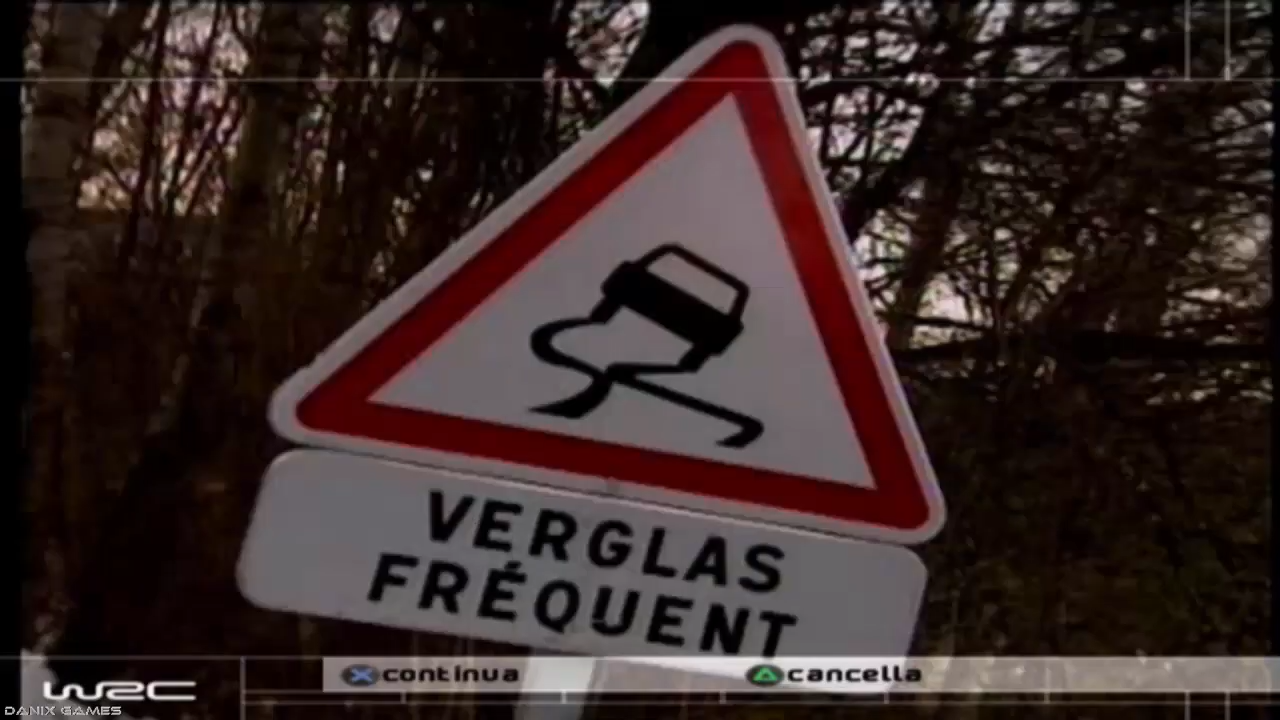 VERGLAS
FRÉQUENT
continua
cancella
WRC
DANIX GAMES